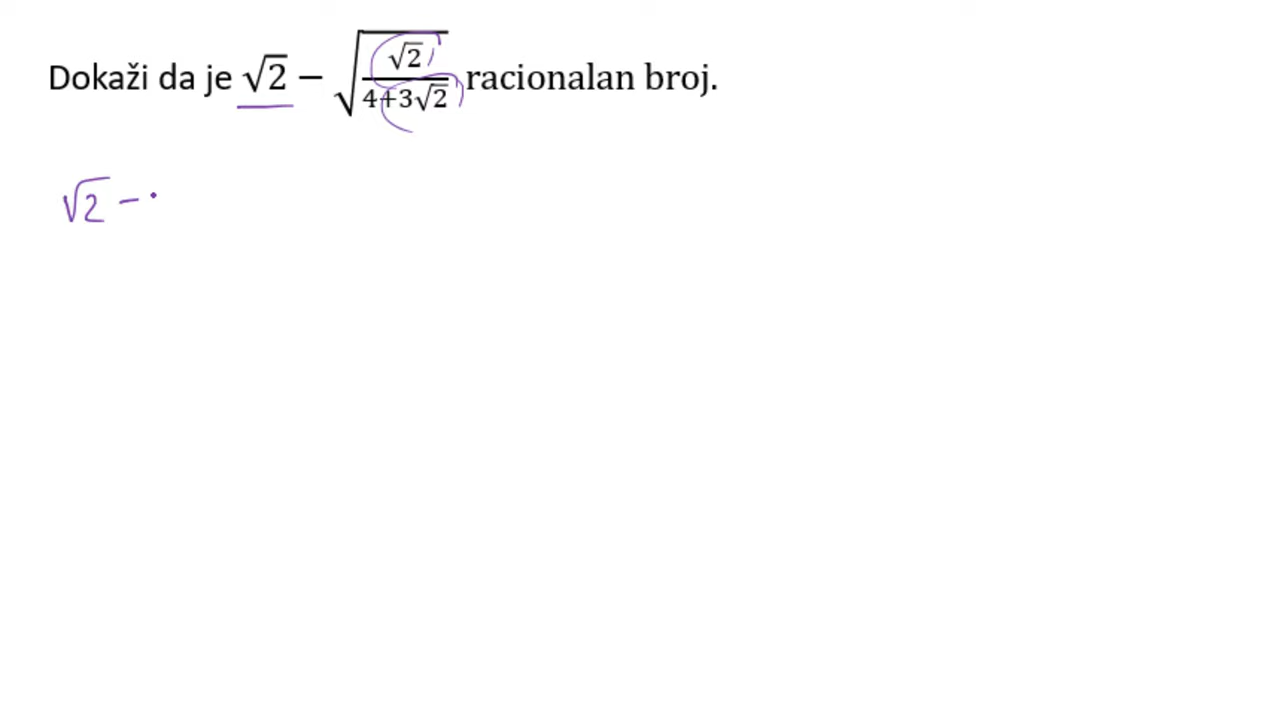 Dokaži da je √2 − √(√2/(4+3√2)) racionalan broj.
√2 −